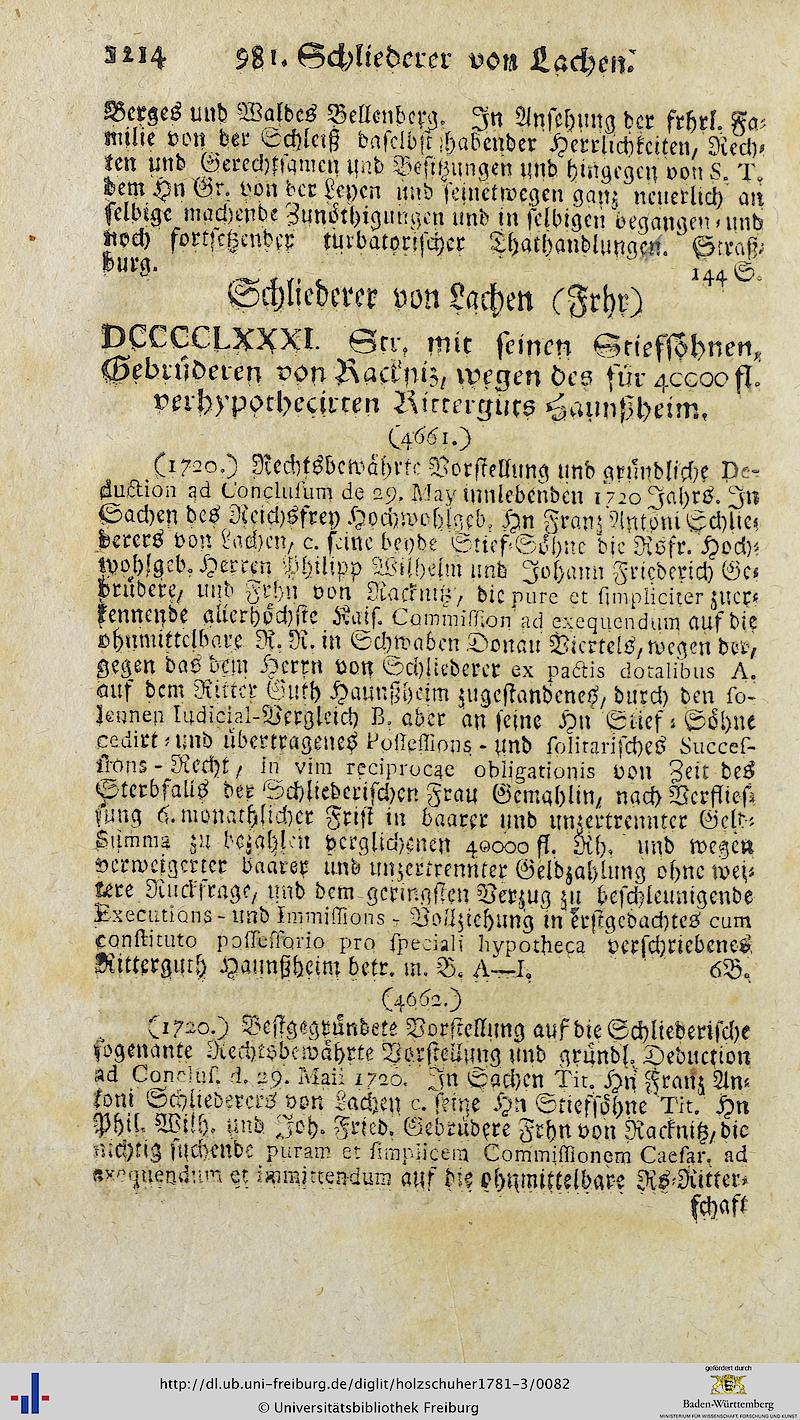 1214 981. Schliederer von Lachen.
Berges und Waldes Bellenberg. In Ansehung der frhrl. Fa-
milie von der Schleiß daselbst habender Herrlichkeiten, Rech-
ten und Gerechtsamen und Besitzungen und hingegen von S. T.
dem Hn Gr. von der Leyen und seinetwegen ganz neuerlich an
selbige machende Zunöthigungen und in selbigen begangen- und
noch fortsetzender turbatorischer Thathandlungen. Straß-
burg. 144 S.
Schliederer von Lachen (Frhr)
DCCCCLXXXI. Str. mit seinen Stiefsöhnen,
Gebrüderen von Racknitz, wegen des für 40000 fl.
verhypothecirten Ritterguts Haunßheim.
(4661.)
(1720.) Rechtsbewährte Vorstellung und gründliche De-
duction ad Conclusum de 29. May innlebenden 1720 Jahrs. In
Sachen des Reichsfrey Hochwohlgeb. Hn Franz Antoni Schlie-
derers von Lachen, c. seine beyde Stief-Söhne die Rsfr. Hoch-
wohlgeb. Herren Philipp Wilhelm und Johann Friederich Ge-
brüdere, und Frhn von Racknitz, die pure et simpliciter zuer-
kennende allerhöchste Kais. Commission ad exequendum auf die
ohnmittelbare R. R. in Schwaben Donau Viertels, wegen der,
gegen das dem Herrn von Schliederer ex pactis dotalibus A.
auf dem Ritter Guth Haunßheim zugestandenes, durch den so-
lennen Iudicial-Vergleich B. aber an seine Hn Stief-Söhne
cedirt- und übertragenes Possessions- und solitarisches Succes-
sions-Recht, in vim reciprocae obligationis von Zeit des
Sterbfalls der Schliederischen Frau Gemahlin, nach Verflies-
sung 6. monathlicher Frist in baarer und unzertrennter Geld-
Summa zu bezahlen verglichenen 40000 fl. Rh. und wegen
verweigerter baarer und unzertrennter Geldzahlung ohne wei-
tere Ruckfrage, und dem geringsten Verzug zu beschleunigende
Executions- und Immissions-Vollziehung in erstgedachtes cum
constituto possessorio pro speciali hypotheca verschriebenes
Ritterguth Haunßheim betr. m. B. A—I. 6B.
(4662.)
(1720.) Bestgegründete Vorstellung auf die Schliederische
sogenante Rechtsbewährte Vorstellung und gründl. Deduction
ad Conclus. d. 29. Maii 1720. In Sachen Tit. Hn Franz An-
toni Schliederers von Lachen c. seine Hn Stiefsöhne Tit. Hn
Phil. Wilh. und Joh. Fried. Gebrüdere Frhn von Racknitz, die
nichtig suchende puram et simplicem Commissionem Caesar. ad
exequendum et immittendum auf die ohnmittelbare Rs-Ritter-
schaft
http://dl.ub.uni-freiburg.de/diglit/holzschuher1781-3/0082
© Universitätsbibliothek Freiburg
gefördert durch
Baden-Württemberg
MINISTERIUM FÜR WISSENSCHAFT, FORSCHUNG UND KUNST